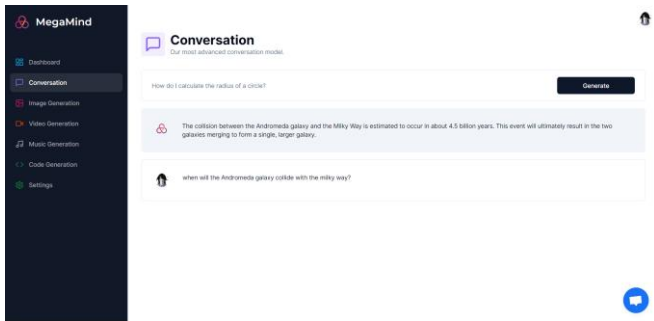 MegaMind
Dashboard
Conversation
Image Generation
Video Generation
Music Generation
Code Generation
Settings
Conversation
Our most advanced conversation model.
How do I calculate the radius of a circle?
Generate
The collision between the Andromeda galaxy and the Milky Way is estimated to occur in about 4.5 billion years. This event will ultimately result in the two
galaxies merging to form a single, larger galaxy.
when will the Andromeda galaxy collide with the milky way?